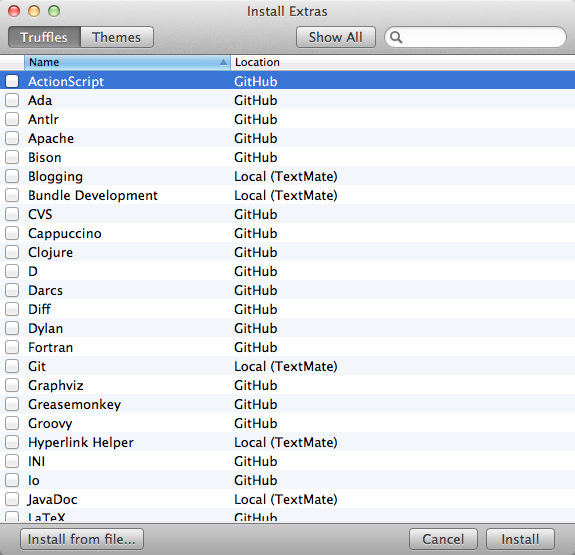 Install Extras
Truffles Themes Show All
Name Location
ActionScript GitHub
Ada GitHub
Antlr GitHub
Apache GitHub
Bison GitHub
Blogging Local (TextMate)
Bundle Development Local (TextMate)
CVS GitHub
Cappuccino GitHub
Clojure GitHub
D GitHub
Darcs GitHub
Diff GitHub
Dylan GitHub
Fortran GitHub
Git Local (TextMate)
Graphviz GitHub
Greasemonkey GitHub
Groovy GitHub
Hyperlink Helper Local (TextMate)
INI GitHub
Io GitHub
JavaDoc Local (TextMate)
LaTeX GitHub
Install from file... Cancel Install